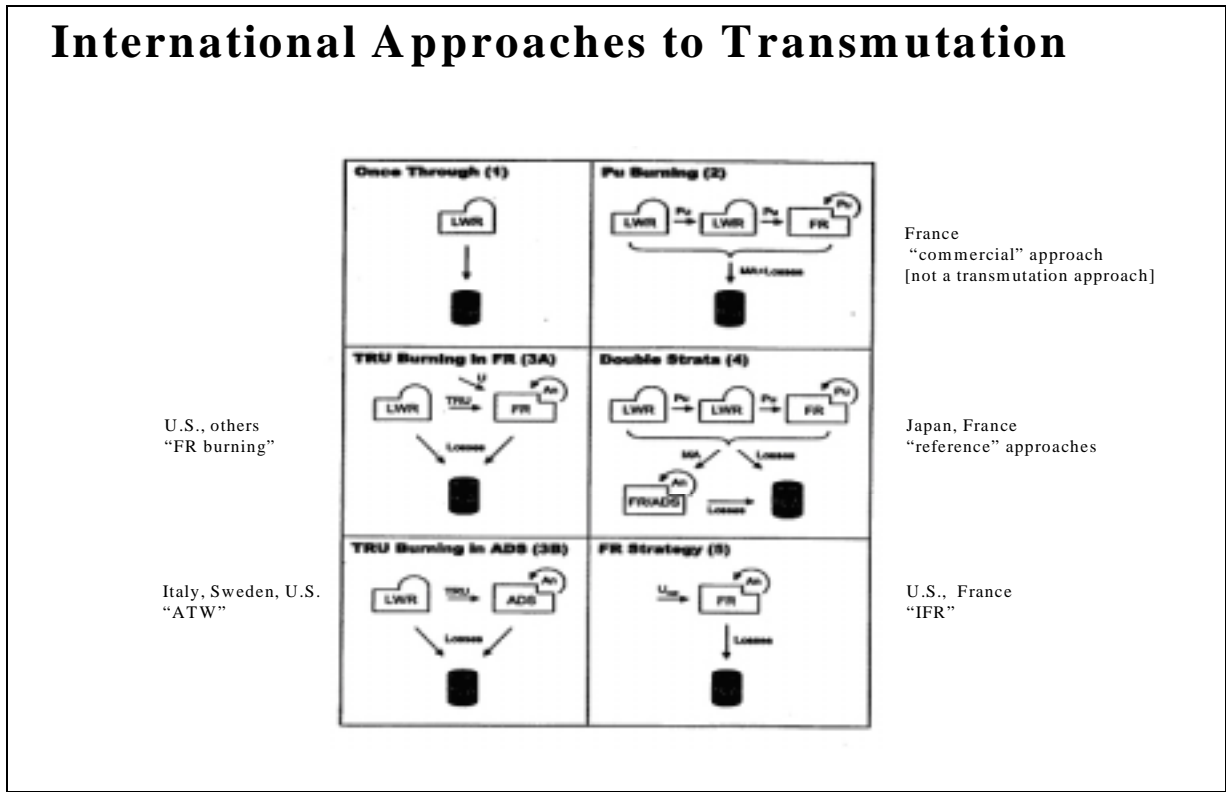 International Approaches to Transmutation
Once Through (1)
LWR
Pu Burning (2)
LWR
Pu
LWR
Pu
FR
Pu
MA+Losses
France
“commercial” approach
[not a transmutation approach]
U.S., others
“FR burning”
TRU Burning in FR (3A)
U
LWR
TRU
FR
An
Losses
Double Strata (4)
LWR
Pu
LWR
Pu
FR
Pu
MA
Losses
An
FR/ADS
Losses
Japan, France
“reference” approaches
Italy, Sweden, U.S.
“ATW”
TRU Burning in ADS (3B)
LWR
TRU
ADS
An
Losses
FR Strategy (5)
FR
An
Losses
U.S., France
“IFR”